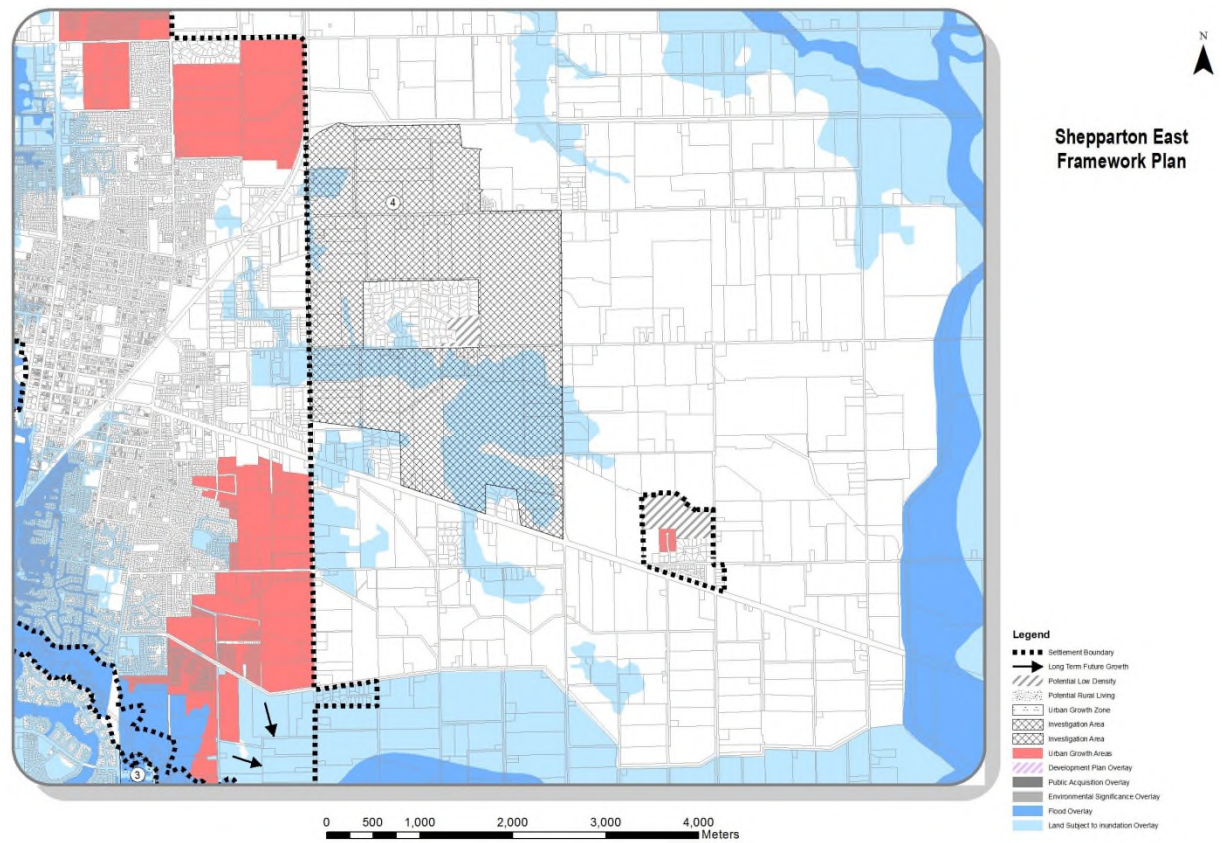 N
Shepparton East
Framework Plan
4
3
Legend
Settlement Boundary
Long Term Future Growth
Potential Low Density
Potential Rural Living
Urban Growth Zone
Investigation Area
Investigation Area
Urban Growth Areas
Development Plan Overlay
Public Acquisition Overlay
Environmental Significance Overlay
Flood Overlay
Land Subject to Inundation Overlay
0 500 1,000 2,000 3,000 4,000
Meters